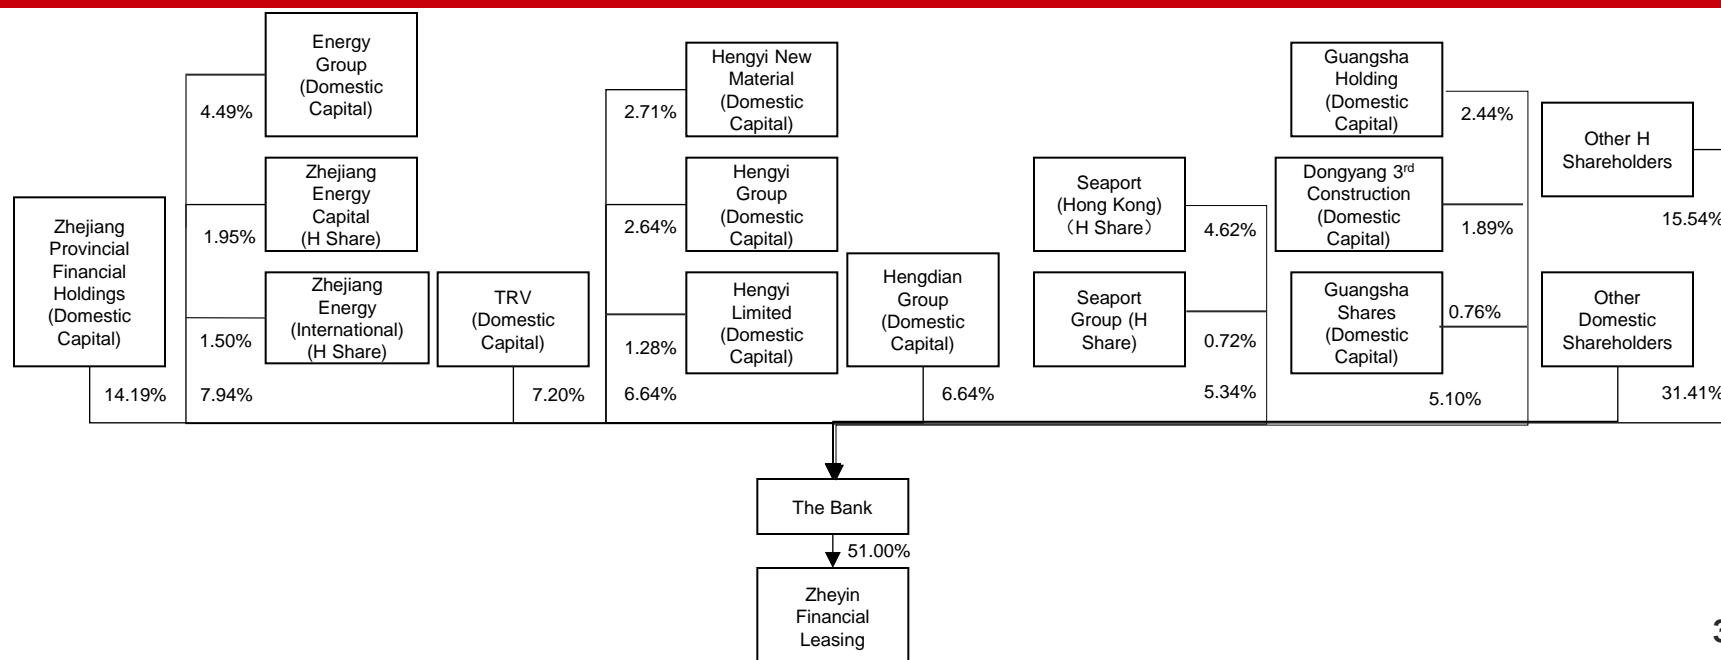 Energy
Group
(Domestic
Capital)
4.49%
Zhejiang
Energy
Capital
(H Share)
1.95%
Zhejiang
Energy
(International)
(H Share)
1.50%
7.94%
Zhejiang
Provincial
Financial
Holdings
(Domestic
Capital)
14.19%
TRV
(Domestic
Capital)
7.20%
Hengyi New
Material
(Domestic
Capital)
2.71%
Hengyi
Group
(Domestic
Capital)
2.64%
Hengyi
Limited
(Domestic
Capital)
1.28%
6.64%
Hengdian
Group
(Domestic
Capital)
6.64%
Seaport
(Hong Kong)
（H Share）
4.62%
Seaport
Group (H
Share)
0.72%
5.34%
Guangsha
Holding
(Domestic
Capital)
2.44%
Dongyang 3rd
Construction
(Domestic
Capital)
1.89%
Guangsha
Shares
(Domestic
Capital)
0.76%
5.10%
Other H
Shareholders
15.54%
Other
Domestic
Shareholders
31.41%
The Bank
51.00%
Zheyin
Financial
Leasing